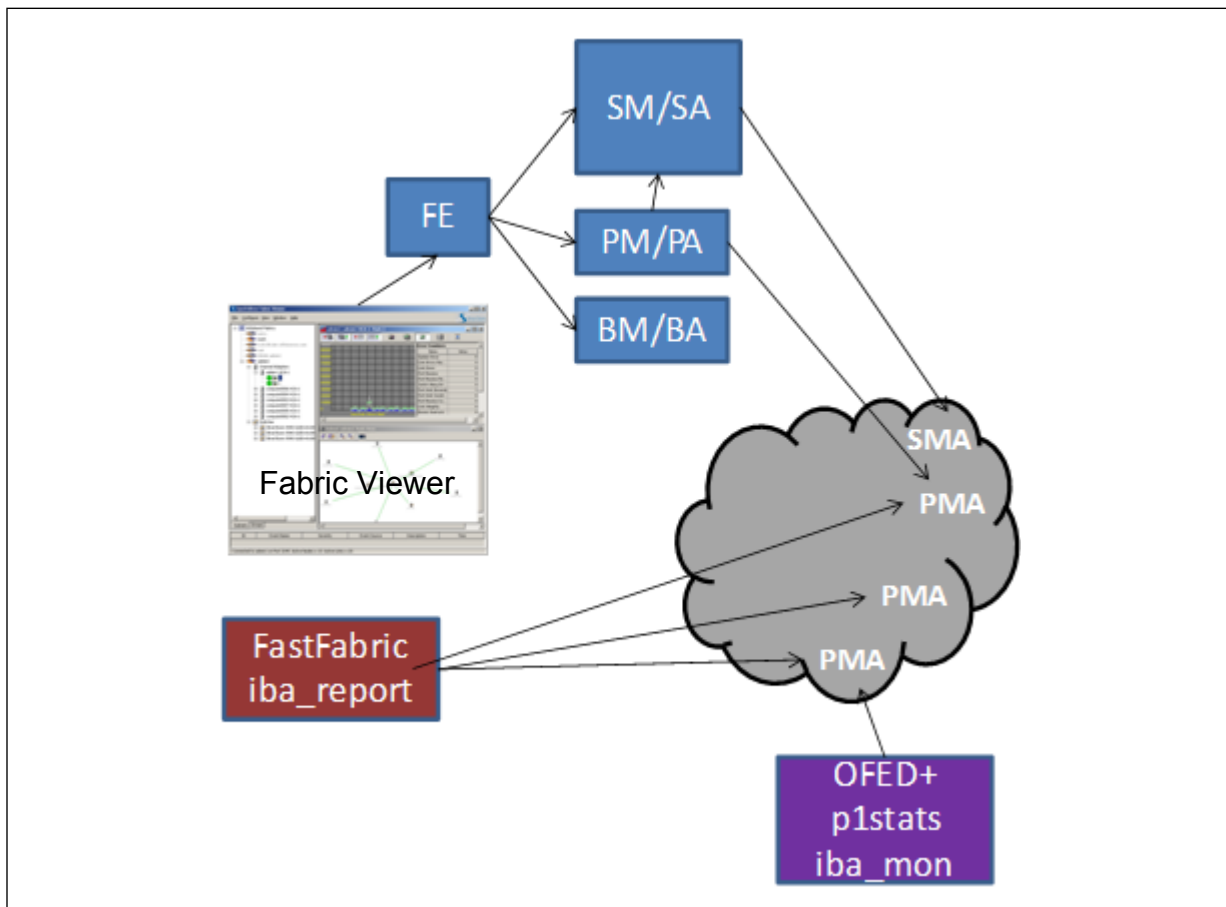 SM/SA
FE
PM/PA
BM/BA
Fabric Viewer
SMA
PMA
PMA
PMA
FastFabric
iba_report
OFED+
p1stats
iba_mon